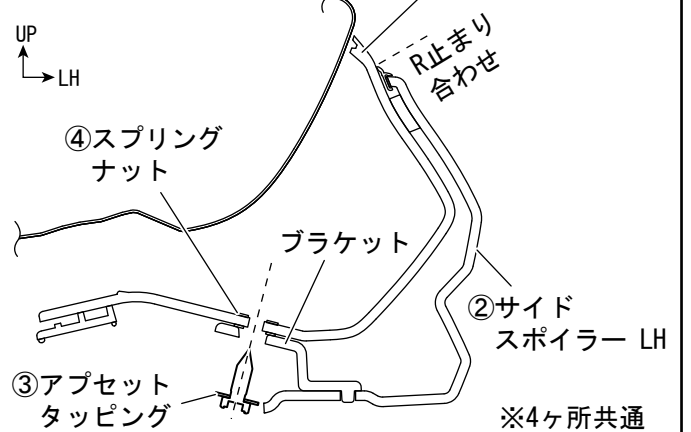 UP
LH
R止まり
合わせ
④スプリング
ナット
ブラケット
②サイド
スポイラー LH
③アプセット
タッピング
※4ヶ所共通